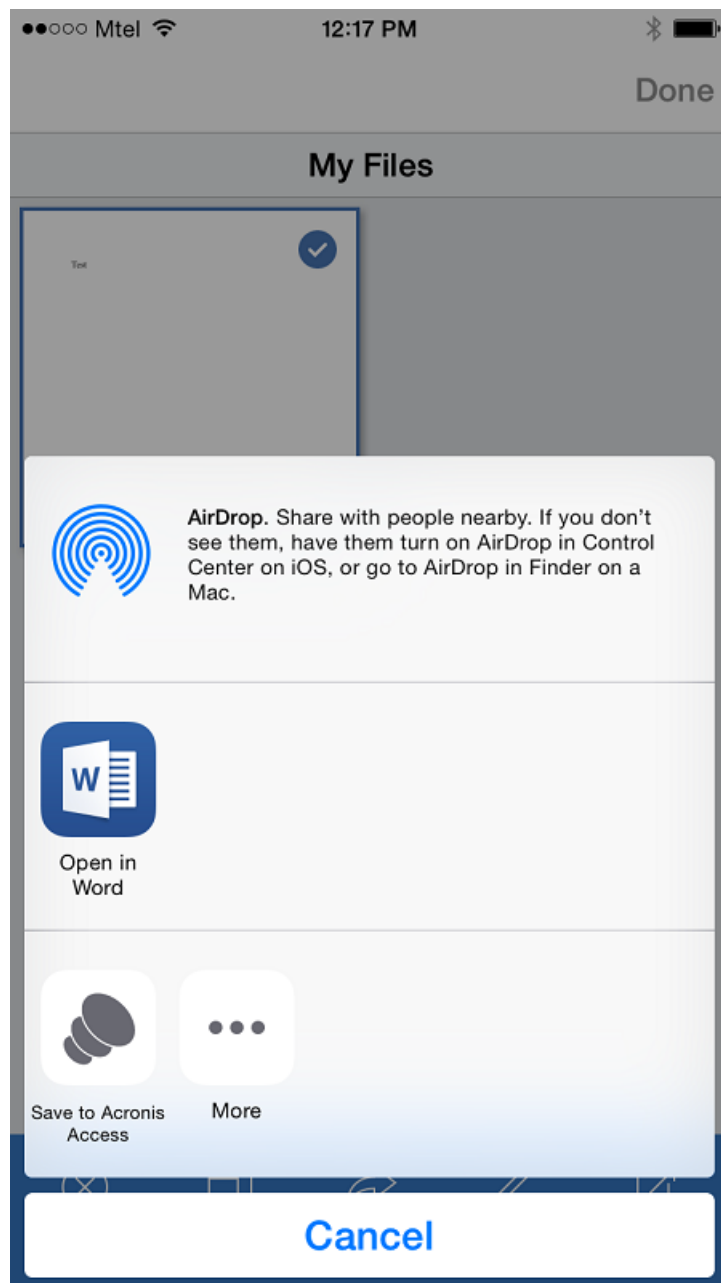 Mtel 12:17 PM
Done
My Files
Test
AirDrop. Share with people nearby. If you don't
see them, have them turn on AirDrop in Control
Center on iOS, or go to AirDrop in Finder on a
Mac.
W
Open in
Word
Save to Acronis
Access
More
Cancel